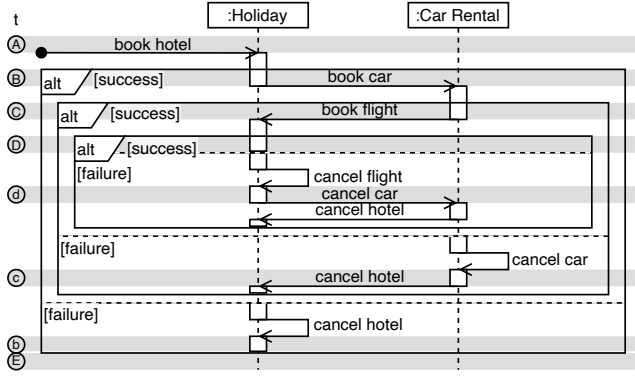 t :Holiday :Car Rental
A book hotel
B alt [success] book car
C alt [success] book flight
D alt [success]
[failure] cancel flight
d cancel car
cancel hotel
[failure] cancel car
c cancel hotel
[failure] cancel hotel
b
E